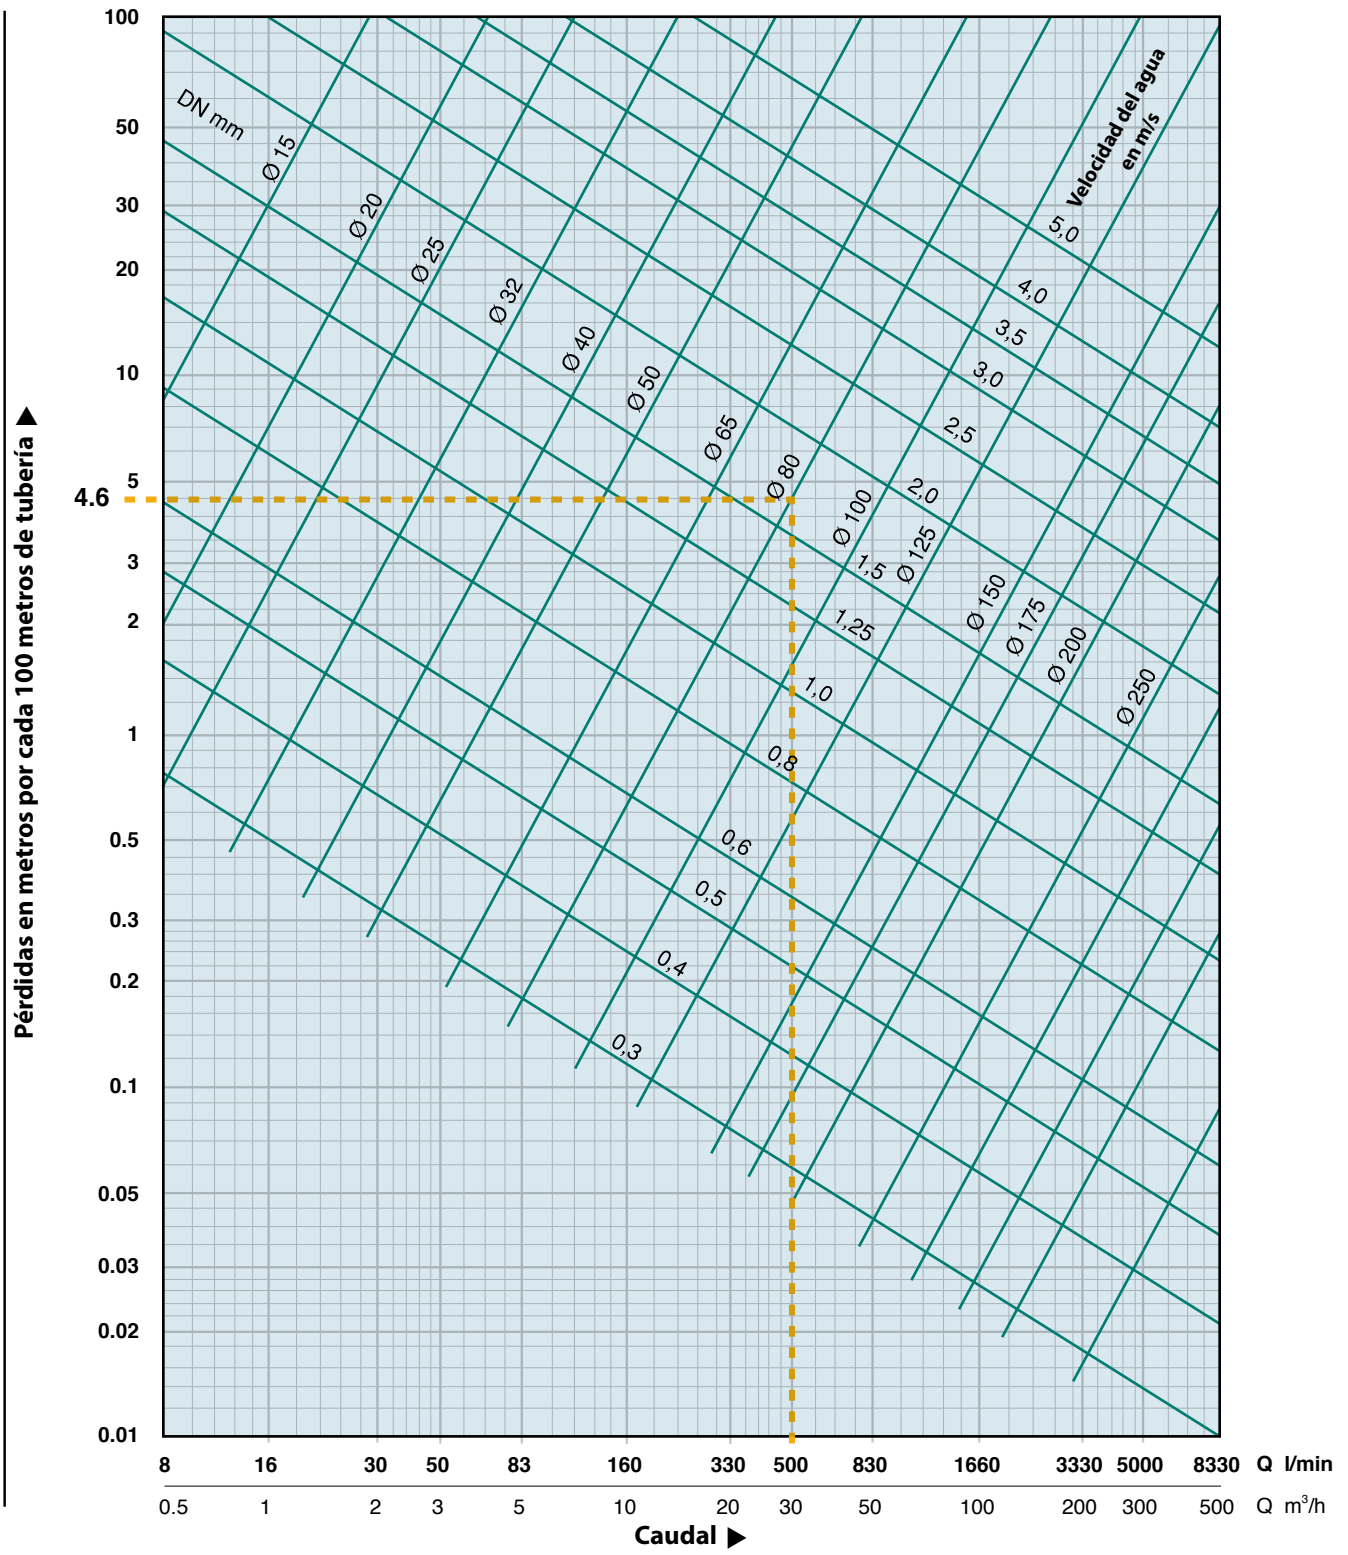 Pérdidas en metros por cada 100 metros de tubería ▶
100
50
30
20
10
5
4.6
3
2
1
0.5
0.3
0.2
0.1
0.05
0.03
0.02
0.01
DN mm
Ø 15
Ø 20
Ø 25
Ø 32
Ø 40
Ø 50
Ø 65
Ø 80
Ø 100
Ø 125
Ø 150
Ø 175
Ø 200
Ø 250
Velocidad del agua
en m/s
5,0
4,0
3,5
3,0
2,5
2,0
1,5
1,25
1,0
0,8
0,6
0,5
0,4
0,3
8 16 30 50 83 160 330 500 830 1660 3330 5000 8330 Q l/min
0.5 1 2 3 5 10 20 30 50 100 200 300 500 Q m³/h
Caudal ▶